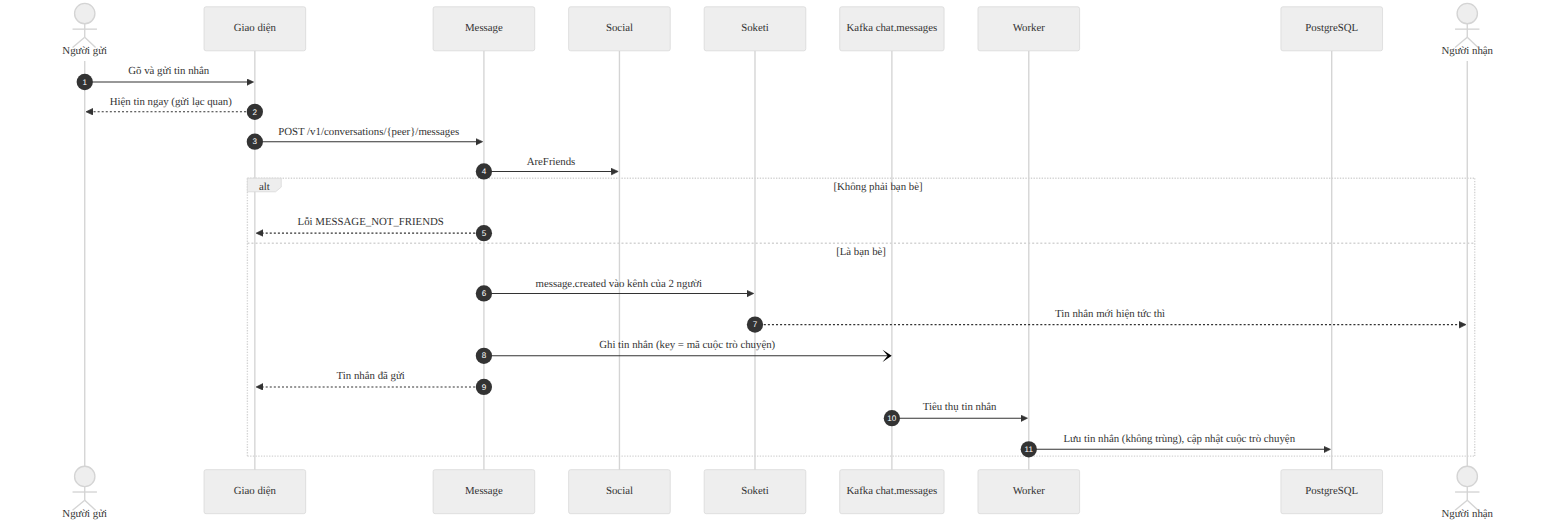 Người gửi
Giao diện
Message
Social
Soketi
Kafka chat.messages
Worker
PostgreSQL
Người nhận
1
Gõ và gửi tin nhắn
Hiện tin ngay (gửi lạc quan)
2
3
POST /v1/conversations/{peer}/messages
4
AreFriends
alt
[Không phải bạn bè]
Lỗi MESSAGE_NOT_FRIENDS
5
[Là bạn bè]
6
message.created vào kênh của 2 người
7
Tin nhắn mới hiện tức thì
8
Ghi tin nhắn (key = mã cuộc trò chuyện)
Tin nhắn đã gửi
9
10
Tiêu thụ tin nhắn
11
Lưu tin nhắn (không trùng), cập nhật cuộc trò chuyện
Người gửi
Giao diện
Message
Social
Soketi
Kafka chat.messages
Worker
PostgreSQL
Người nhận